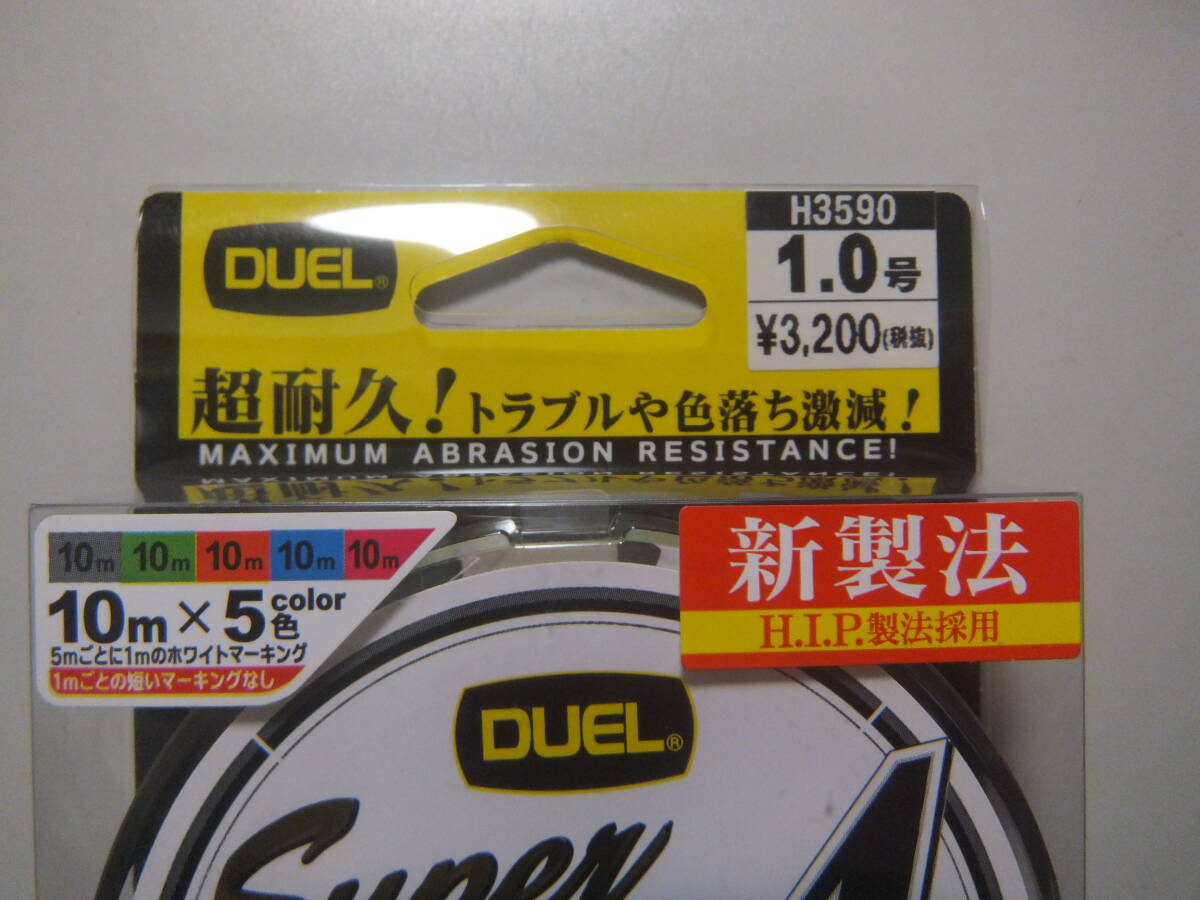 DUEL®
H3590
1.0号
¥3,200(税抜)
超耐久!トラブルや色落ち激減!
MAXIMUM ABRASION RESISTANCE!
10m 10m 10m 10m 10m
10m×5color色
5mごとに1mのホワイトマーキング
1mごとの短いマーキングなし
新製法
H.I.P.製法採用
DUEL®
Super